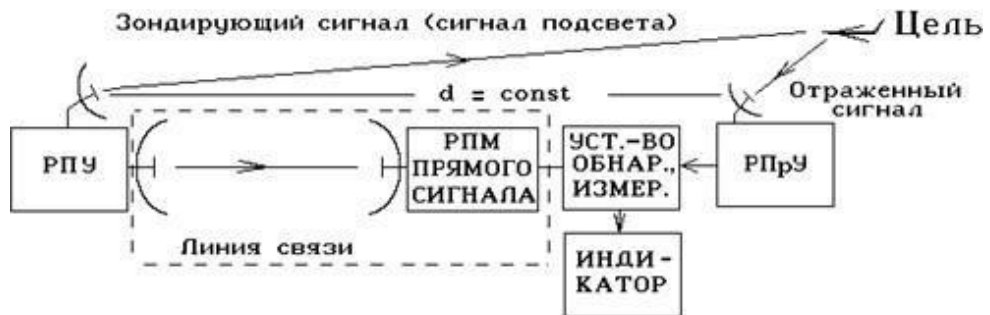 Зондирующий сигнал (сигнал подсвета)
Цель
d = const
Отраженный
сигнал
РПУ
РПМ
ПРЯМОГО
СИГНАЛА
УСТ.-ВО
ОБНАР.,
ИЗМЕР.
РПрУ
Линия связи
ИНДИ-
КАТОР